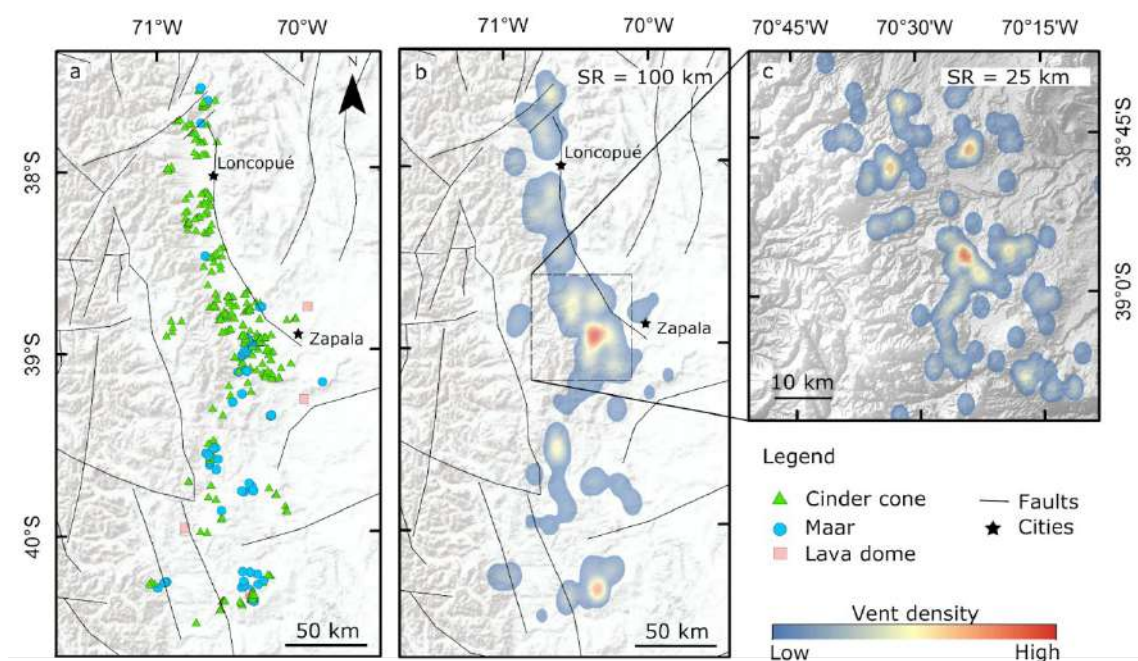 71°W
70°W
71°W
70°W
70°45'W
70°30'W
70°15'W
a
N
b
SR = 100 km
c
SR = 25 km
38°S
39°S
40°S
Loncopué
Zapala
50 km
Loncopué
Zapala
50 km
10 km
38°45'S
39°0'S
Legend
Cinder cone
Maar
Lava dome
Faults
Cities
Vent density
Low
High